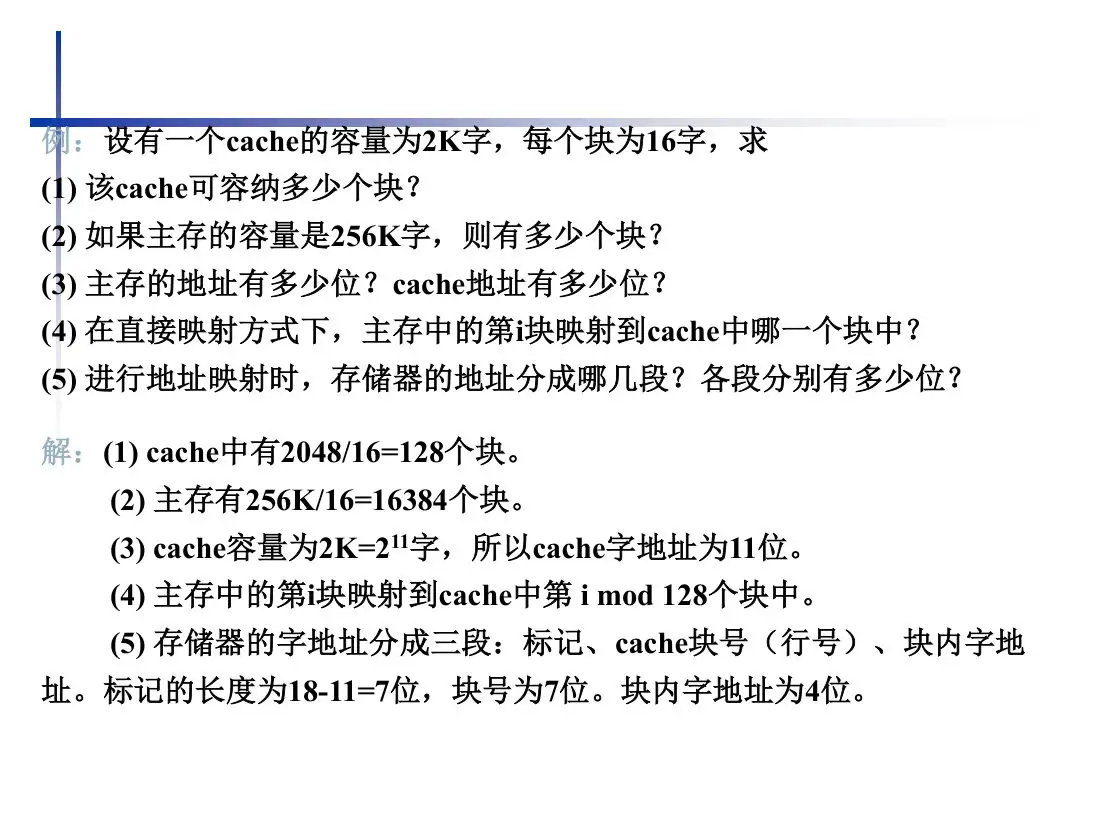 例：设有一个cache的容量为2K字，每个块为16字，求
(1) 该cache可容纳多少个块？
(2) 如果主存的容量是256K字，则有多少个块？
(3) 主存的地址有多少位？cache地址有多少位？
(4) 在直接映射方式下，主存中的第i块映射到cache中哪一个块中？
(5) 进行地址映射时，存储器的地址分成哪几段？各段分别有多少位？
解：(1) cache中有2048/16=128个块。
(2) 主存有256K/16=16384个块。
(3) cache容量为2K=2¹¹字，所以cache字地址为11位。
(4) 主存中的第i块映射到cache中第 i mod 128个块中。
(5) 存储器的字地址分成三段：标记、cache块号（行号）、块内字地
址。标记的长度为18-11=7位，块号为7位。块内字地址为4位。